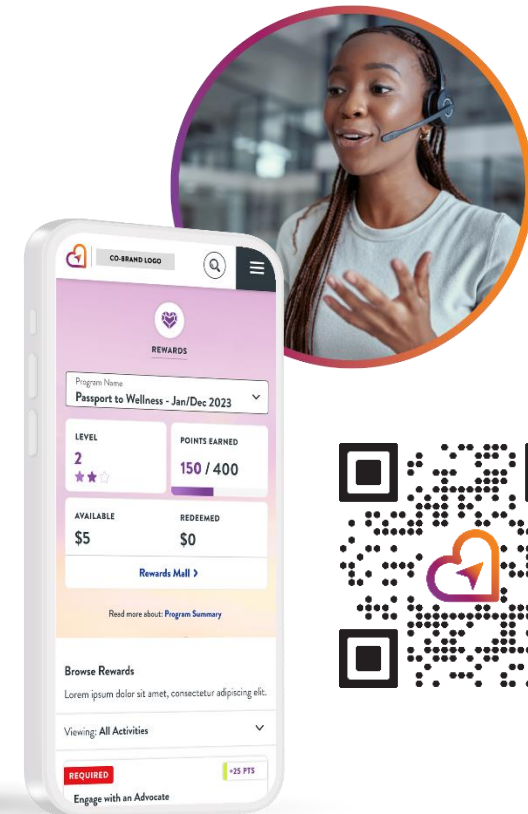 CO-BRAND LOGO
REWARDS
Program Name
Passport to Wellness - Jan/Dec 2023
LEVEL
2
POINTS EARNED
150 / 400
AVAILABLE
$5
REDEEMED
$0
Rewards Mall >
Read more about: Program Summary
Browse Rewards
Lorem ipsum dolor sit amet, consectetur adipiscing elit.
Viewing: All Activities
REQUIRED
+25 PTS
Engage with an Advocate